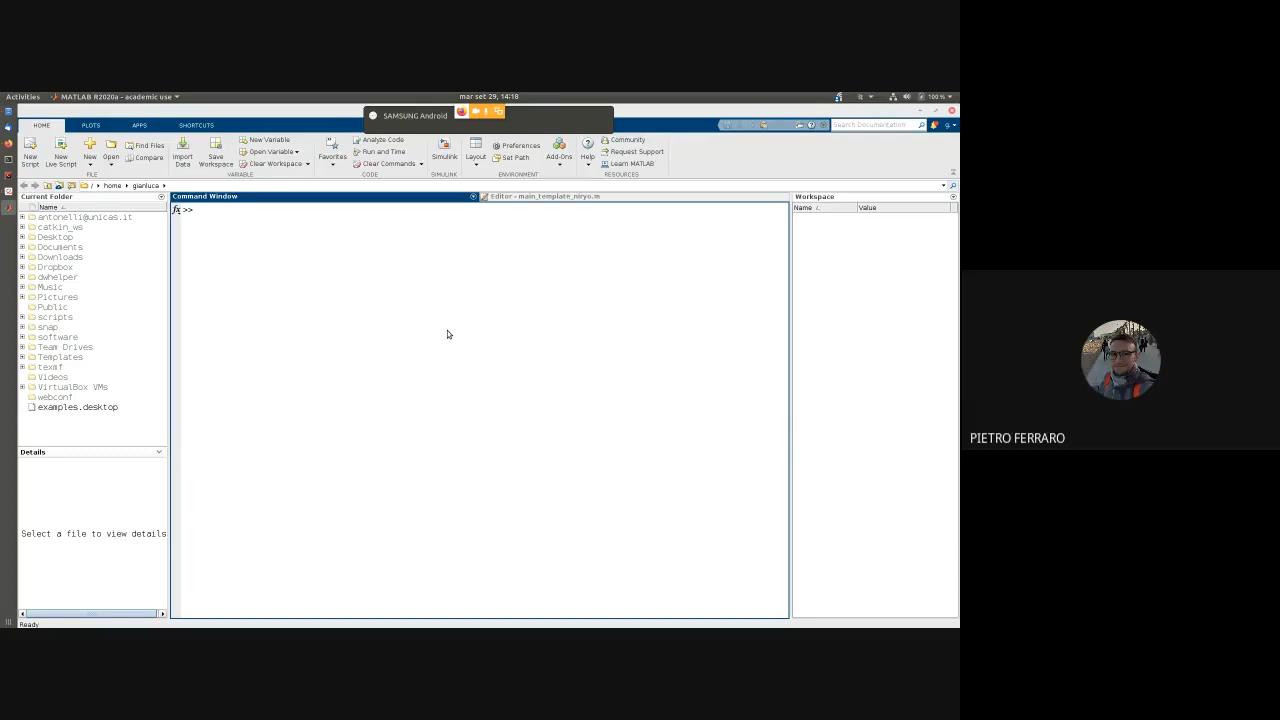 Activities MATLAB R2020a - academic use mar set 29, 14:18 it 100 %
SAMSUNG Android
HOME PLOTS APPS SHORTCUTS Search Documentation g
New Script New Live Script New Open Find Files Compare Import Data Save Workspace New Variable Open Variable Clear Workspace Favorites Analyze Code Run and Time Clear Commands Simulink Layout Preferences Set Path Add-Ons Help Community Request Support Learn MATLAB
FILE VARIABLE CODE SIMULINK ENVIRONMENT RESOURCES
/ home gianluca
Current Folder
Name
antonelli@unicas.it
catkin_ws
Desktop
Documents
Downloads
Dropbox
dwhelper
Music
Pictures
Public
scripts
snap
software
Team Drives
Templates
texmf
Videos
VirtualBox VMs
webconf
examples.desktop
Details
Select a file to view details
Ready
Command Window Editor - main_template_niryo.m
fx >>
Workspace
Name Value
PIETRO FERRARO